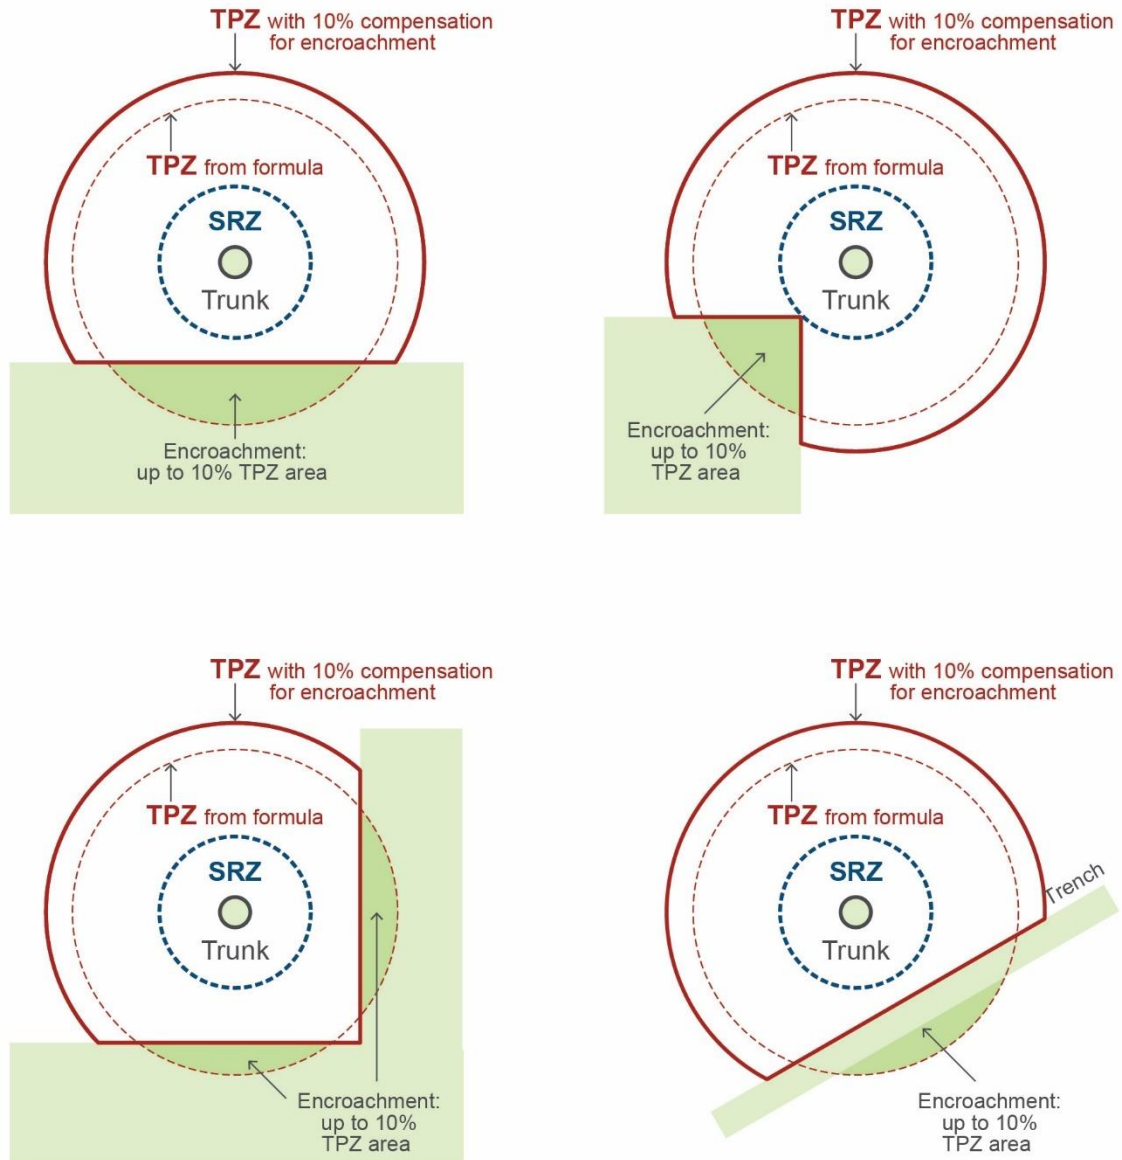 TPZ with 10% compensation
for encroachment
TPZ from formula
SRZ
Trunk
Encroachment:
up to 10% TPZ area
TPZ with 10% compensation
for encroachment
TPZ from formula
SRZ
Trunk
Encroachment:
up to 10%
TPZ area
TPZ with 10% compensation
for encroachment
TPZ from formula
SRZ
Trunk
Encroachment:
up to 10%
TPZ area
TPZ with 10% compensation
for encroachment
TPZ from formula
SRZ
Trunk
Trench
Encroachment:
up to 10%
TPZ area